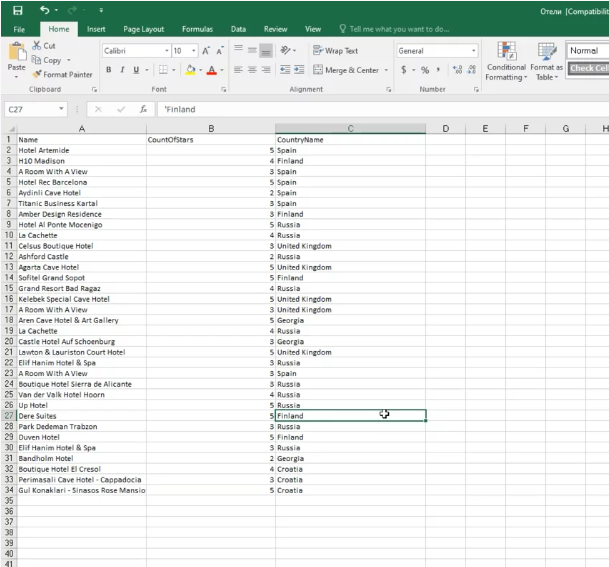 Отели [Compatibilit
File Home Insert Page Layout Formulas Data Review View Tell me what you want to do...
Cut
Copy
Format Painter
Paste
Clipboard
Calibri 10 A A
B I U A
Font
Wrap Text
Merge & Center
Alignment
General
$ % ,
Number
Conditional Formatting
Format as Table
Normal
Check Cell
C27 fx 'Finland
A B C D E F G H
1 Name CountOfStars CountryName
2 Hotel Artemide 5 Spain
3 H10 Madison 4 Finland
4 A Room With A View 3 Spain
5 Hotel Rec Barcelona 5 Spain
6 Aydinli Cave Hotel 2 Spain
7 Titanic Business Kartal 3 Spain
8 Amber Design Residence 3 Finland
9 Hotel Al Ponte Mocenigo 5 Russia
10 La Cachette 4 Russia
11 Celsus Boutique Hotel 3 United Kingdom
12 Ashford Castle 2 Russia
13 Agarta Cave Hotel 5 United Kingdom
14 Sofitel Grand Sopot 5 Finland
15 Grand Resort Bad Ragaz 4 Russia
16 Kelebek Special Cave Hotel 5 United Kingdom
17 A Room With A View 3 United Kingdom
18 Aren Cave Hotel & Art Gallery 5 Georgia
19 La Cachette 4 Russia
20 Castle Hotel Auf Schoenburg 3 Georgia
21 Lawton & Lauriston Court Hotel 5 United Kingdom
22 Elif Hanim Hotel & Spa 3 Russia
23 A Room With A View 3 Spain
24 Boutique Hotel Sierra de Alicante 3 Russia
25 Van der Valk Hotel Hoorn 4 Russia
26 Up Hotel 5 Russia
27 Dere Suites 5 Finland
28 Park Dedeman Trabzon 3 Russia
29 Duven Hotel 5 Finland
30 Elif Hanim Hotel & Spa 3 Russia
31 Bandholm Hotel 2 Georgia
32 Boutique Hotel El Cresol 4 Croatia
33 Perimasali Cave Hotel - Cappadocia 3 Croatia
34 Gul Konaklari - Sinasos Rose Mansio 5 Croatia
35
36
37
38
39
40
41